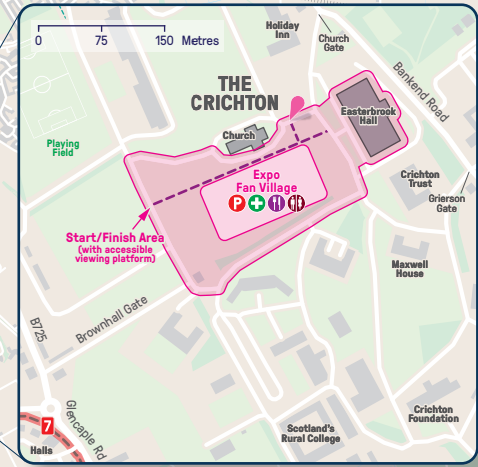 0 75 150 Metres
Holiday
Inn
Church
Gate
THE
CRICHTON
Bankend Road
Easterbrook
Hall
Church
Playing
Field
Expo
Fan Village
P
Crichton
Trust
Grierson
Gate
Start/Finish Area
(with accessible
viewing platform)
Maxwell
House
Brownhall Gate
B725
Glencaple Rd
7
Halls
Scotland's
Rural College
Crichton
Foundation